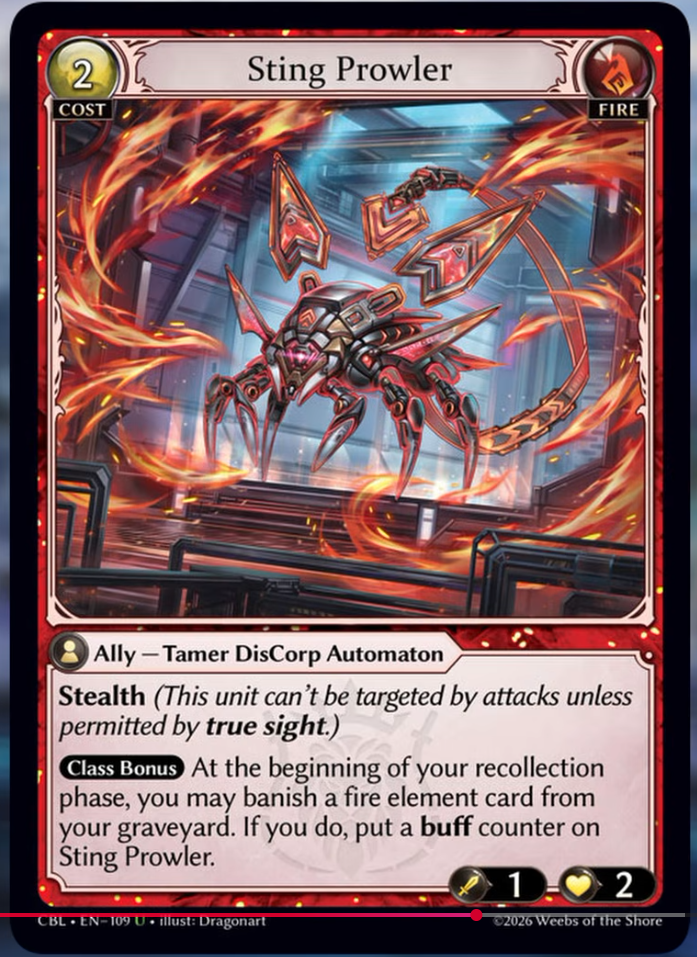 2
Sting Prowler
COST
FIRE
Ally — Tamer DisCorp Automaton
Stealth (This unit can't be targeted by attacks unless
permitted by true sight.)
Class Bonus At the beginning of your recollection
phase, you may banish a fire element card from
your graveyard. If you do, put a buff counter on
Sting Prowler.
1
2
CBL • EN-109 U • illust: Dragonart
©2026 Weebs of the Shore